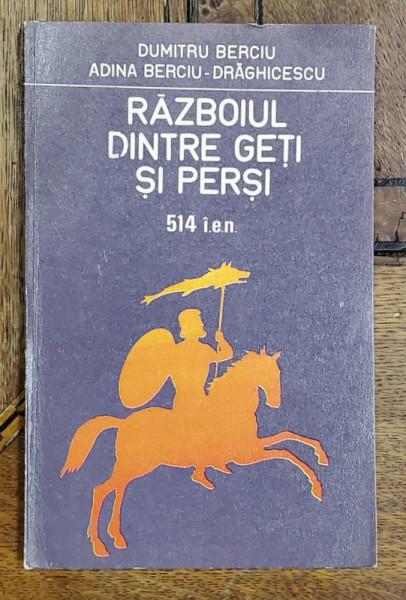 DUMITRU BERCIU
ADINA BERCIU-DRĂGHICESCU
RĂZBOIUL
DINTRE GEȚI
ȘI PERȘI
514 î.e.n.